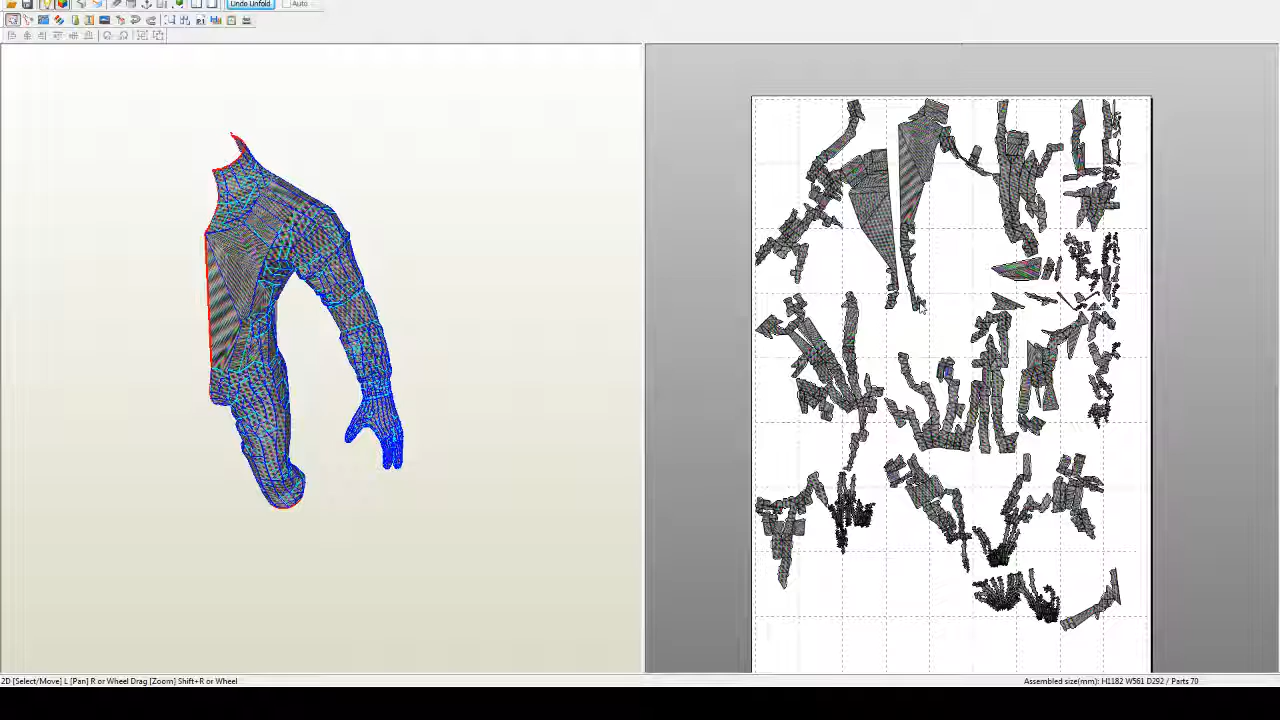 Undo Unfold
Auto
2D [Select/Move] L [Pan] R or Wheel Drag [Zoom] Shift+R or Wheel
Assembled size(mm): H1182 W561 D292 / Parts 70